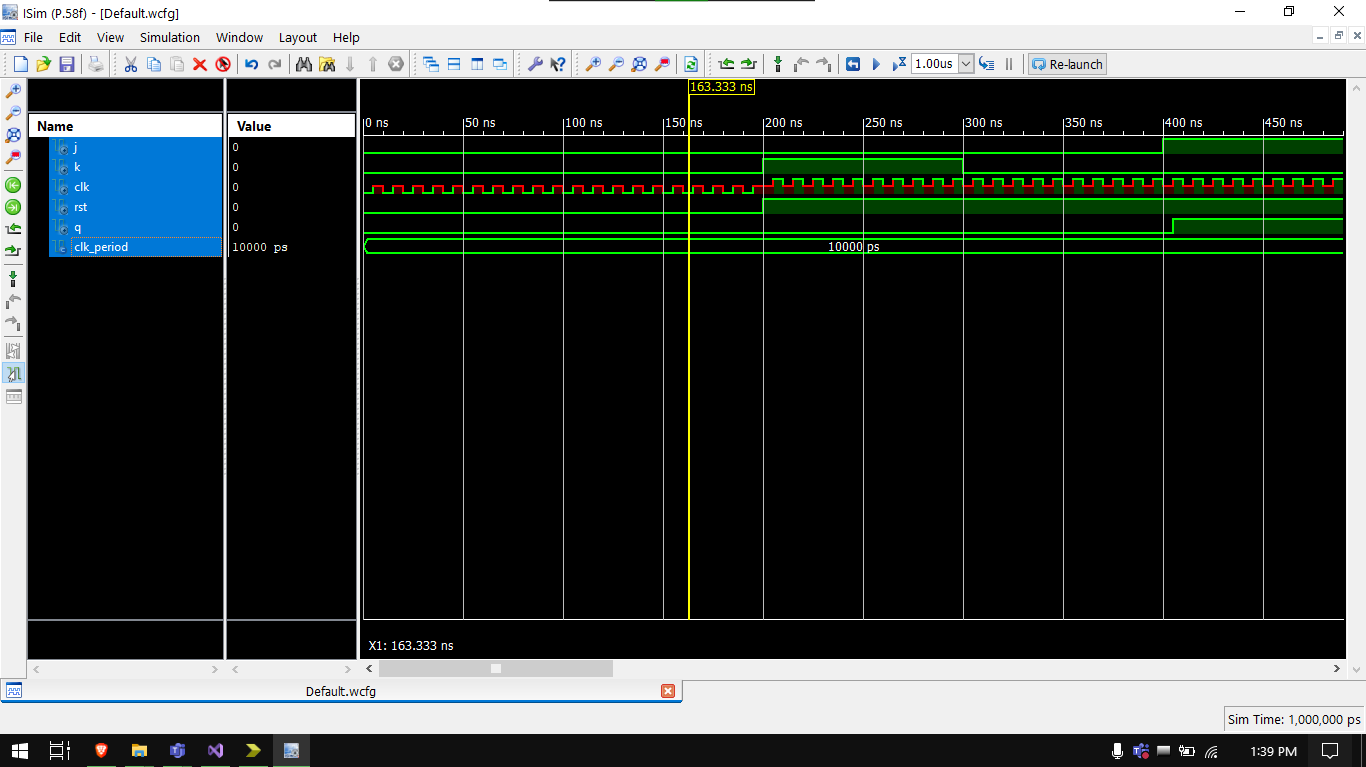 ISim (P.58f) - [Default.wcfg]
File Edit View Simulation Window Layout Help
1.00us Re-launch
163.333 ns
Name Value
0 ns 50 ns 100 ns 150 ns 200 ns 250 ns 300 ns 350 ns 400 ns 450 ns
j 0
k 0
clk 0
rst 0
q 0
clk_period 10000 ps 10000 ps
X1: 163.333 ns
Default.wcfg
Sim Time: 1,000,000 ps
1:39 PM